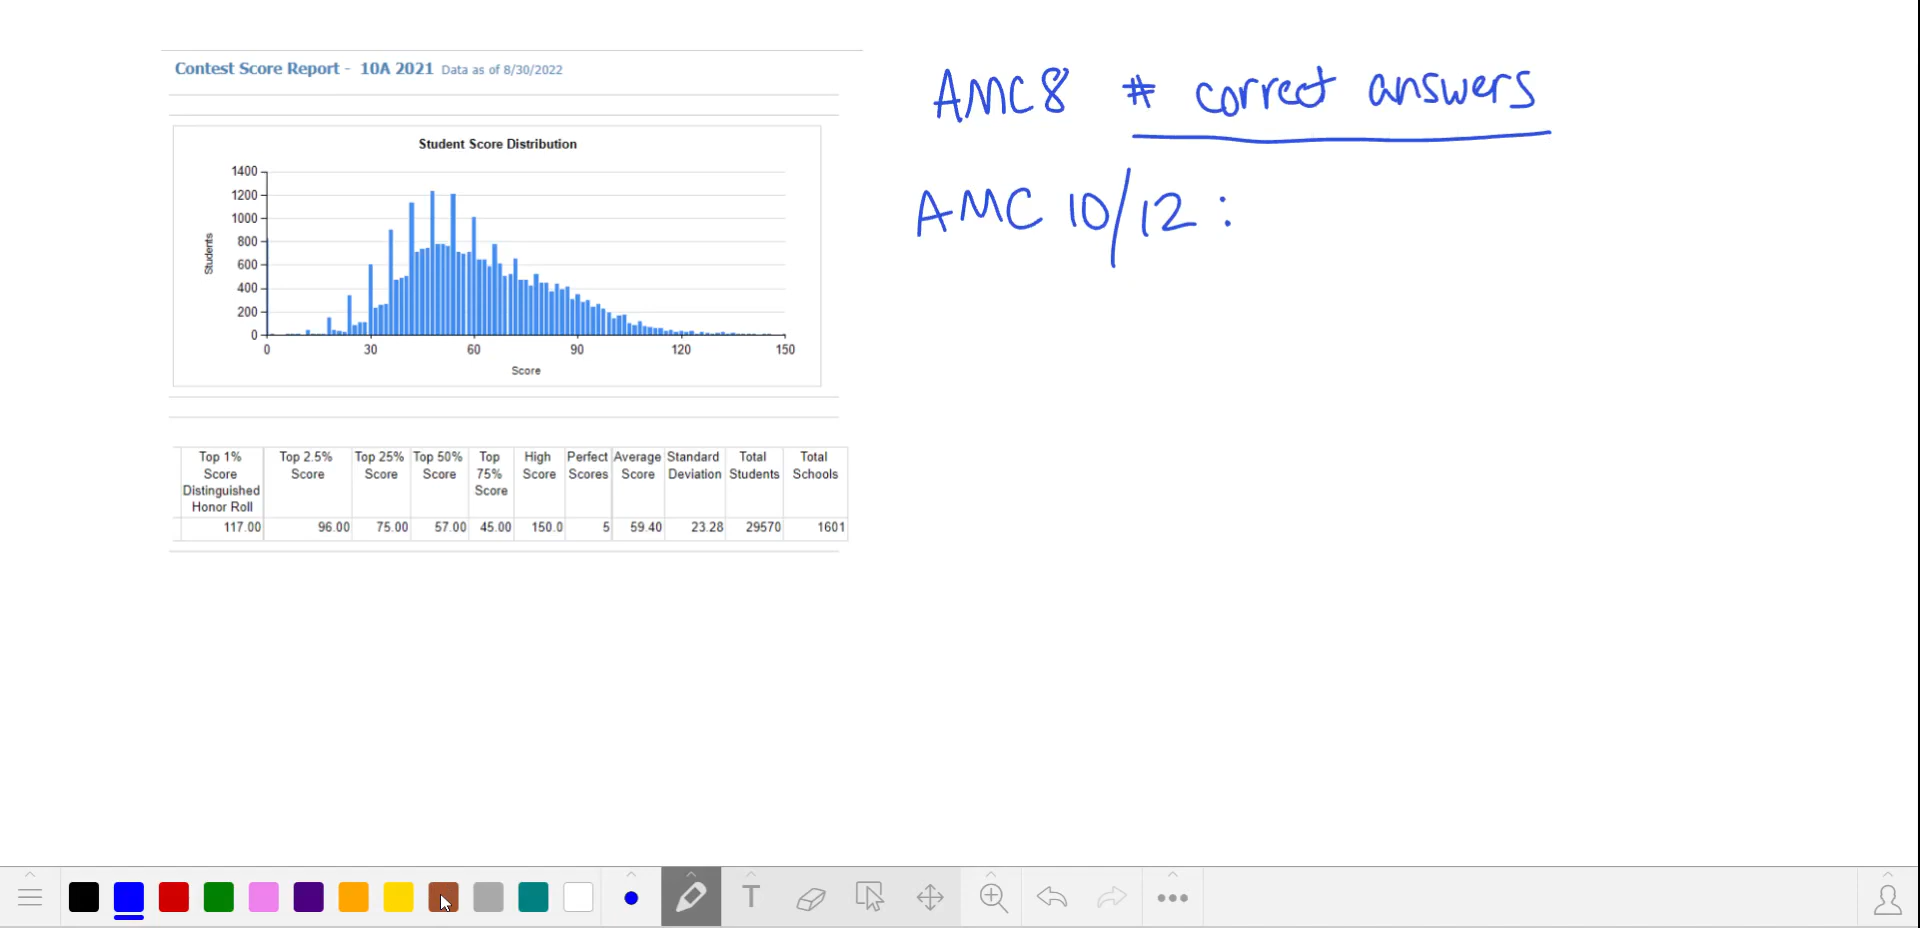 Contest Score Report - 10A 2021 Data as of 8/30/2022
Student Score Distribution
1400
1200
1000
800
600
400
200
0
Students
0 30 60 90 120 150
Score
Top 1% Score Distinguished Honor Roll
Top 2.5% Score
Top 25% Score
Top 50% Score
Top 75% Score
High Score
Perfect Scores
Average Score
Standard Deviation
Total Students
Total Schools
117.00 96.00 75.00 57.00 45.00 150.0 5 59.40 23.28 29570 1601
AMC 8 # correct answers
AMC 10/12 :
T